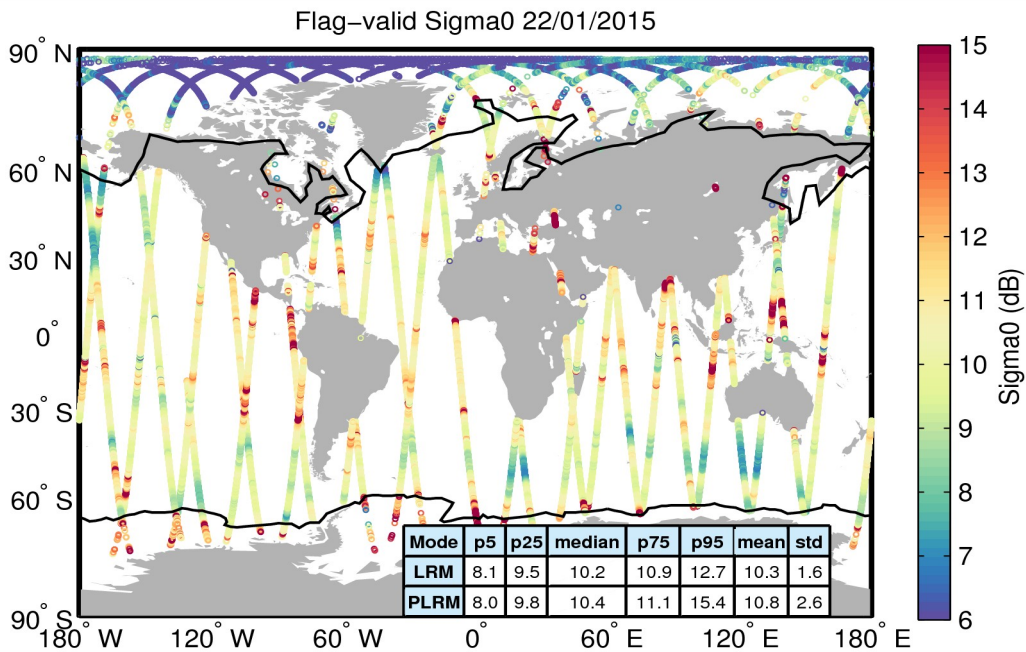 Flag-valid Sigma0 22/01/2015
90° N
60° N
30° N
0°
30° S
60° S
90° S
180° W
120° W
60° W
0°
60° E
120° E
180° E
Mode p5 p25 median p75 p95 mean std
LRM 8.1 9.5 10.2 10.9 12.7 10.3 1.6
PLRM 8.0 9.8 10.4 11.1 15.4 10.8 2.6
15
14
13
12
11
10
9
8
7
6
Sigma0 (dB)